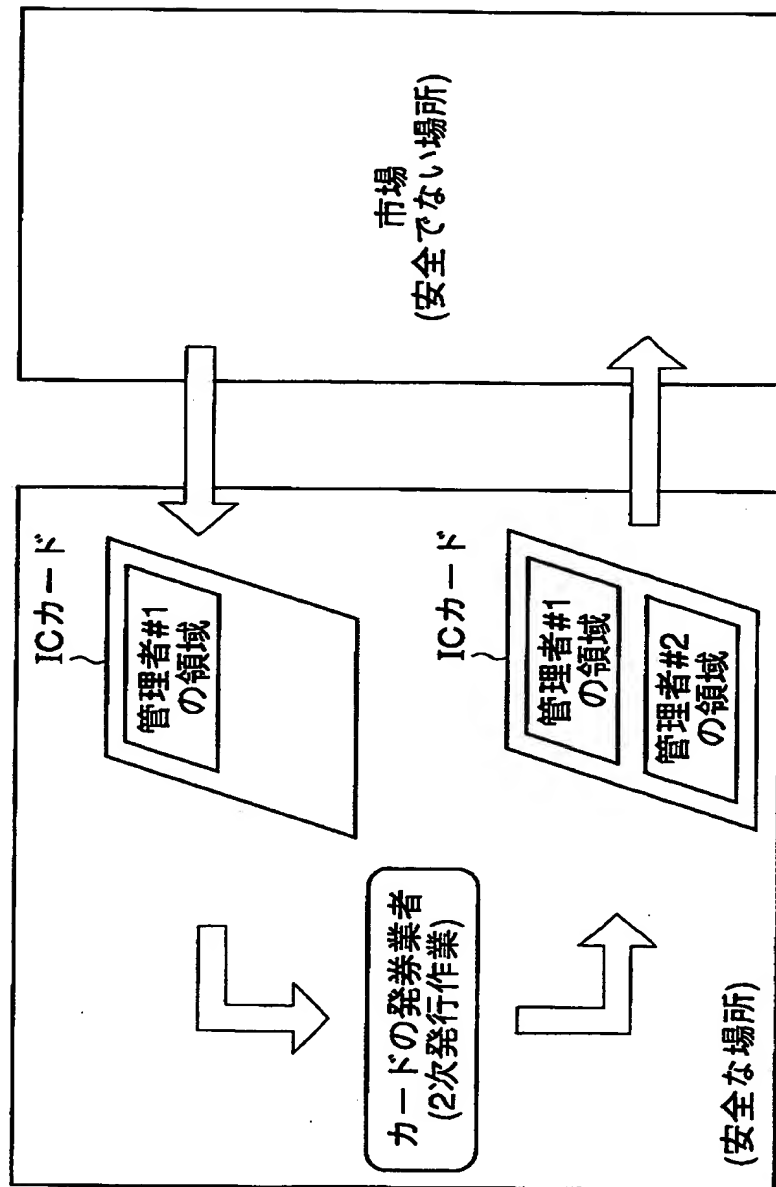 ICカード
管理者#1
の領域
カードの発券業者
(2次発行作業)
市場
(安全でない場所)
ICカード
管理者#1
の領域
管理者#2
の領域
(安全な場所)